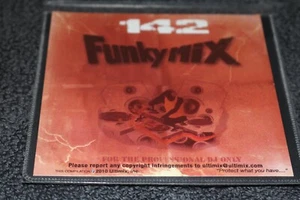 142
Funkymix
FOR THE PROFESSIONAL DJ ONLY
Please report any copyright infringements to ultimix@ultimix.com
"Protect what you have...."